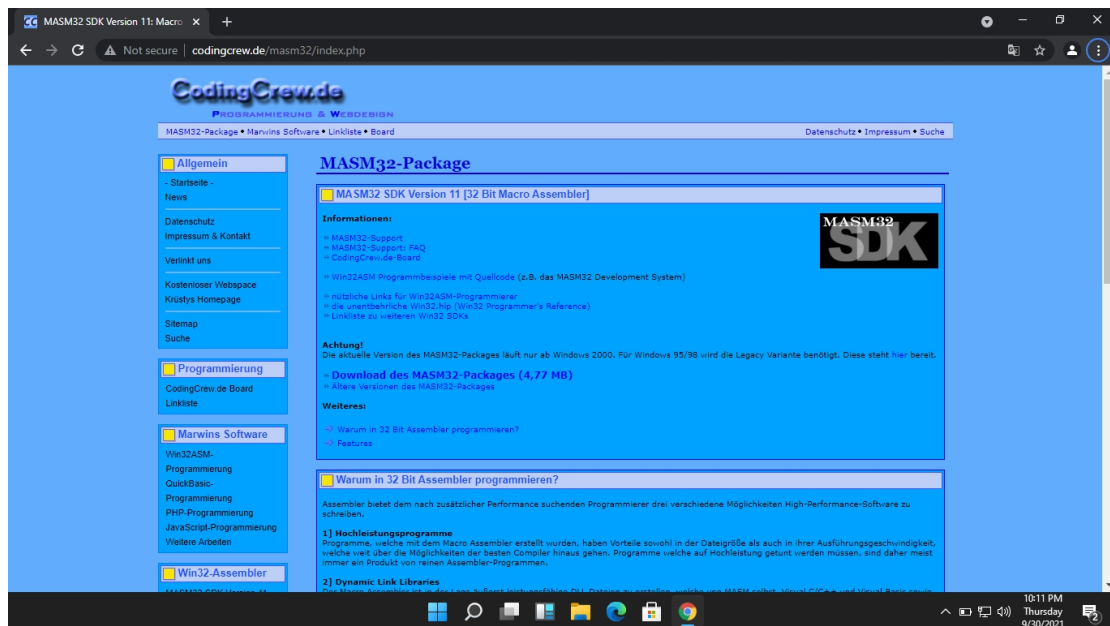 MASM32 SDK Version 11: Macro
Not secure | codingcrew.de/masm32/index.php
CodingCrew.de
PROGRAMMIERUNG & WEBDESIGN
MASM32-Package • Marwins Software • Linkliste • Board
Datenschutz • Impressum • Suche
Allgemein
- Startseite -
News
Datenschutz
Impressum & Kontakt
Verlinkt uns
Kostenloser Webspace
Krüstys Homepage
Sitemap
Suche
Programmierung
CodingCrew.de Board
Linkliste
Marwins Software
Win32ASM-
Programmierung
QuickBasic-
Programmierung
PHP-Programmierung
JavaScript-Programmierung
Weitere Arbeiten
Win32-Assembler
MASM32-Package
MASM32 SDK Version 11 [32 Bit Macro Assembler]
MASM32
SDK
Informationen:
» MASM32-Support
» MASM32-Support: FAQ
» CodingCrew.de-Board
» Win32ASM Programmbeispiele mit Quellcode (z.B. das MASM32 Development System)
» nützliche Links für Win32ASM-Programmierer
» die unentbehrliche Win32.hlp (Win32 Programmer's Reference)
» Linkliste zu weiteren Win32 SDKs
Achtung!
Die aktuelle Version des MASM32-Packages läuft nur ab Windows 2000. Für Windows 95/98 wird die Legacy Variante benötigt. Diese steht hier bereit.
» Download des MASM32-Packages (4,77 MB)
» Ältere Versionen des MASM32-Packages
Weiteres:
Warum in 32 Bit Assembler programmieren?
Features
Warum in 32 Bit Assembler programmieren?
Assembler bietet dem nach zusätzlicher Performance suchenden Programmierer drei verschiedene Möglichkeiten High-Performance-Software zu
schreiben.
1] Hochleistungsprogramme
Programme, welche mit dem Macro Assembler erstellt wurden, haben Vorteile sowohl in der Dateigröße als auch in ihrer Ausführungsgeschwindigkeit,
welche weit über die Möglichkeiten der besten Compiler hinaus gehen. Programme welche auf Hochleistung getunt werden müssen, sind daher meist
immer ein Produkt von reinen Assembler-Programmen.
2] Dynamic Link Libraries
10:11 PM
Thursday
9/30/2021
2